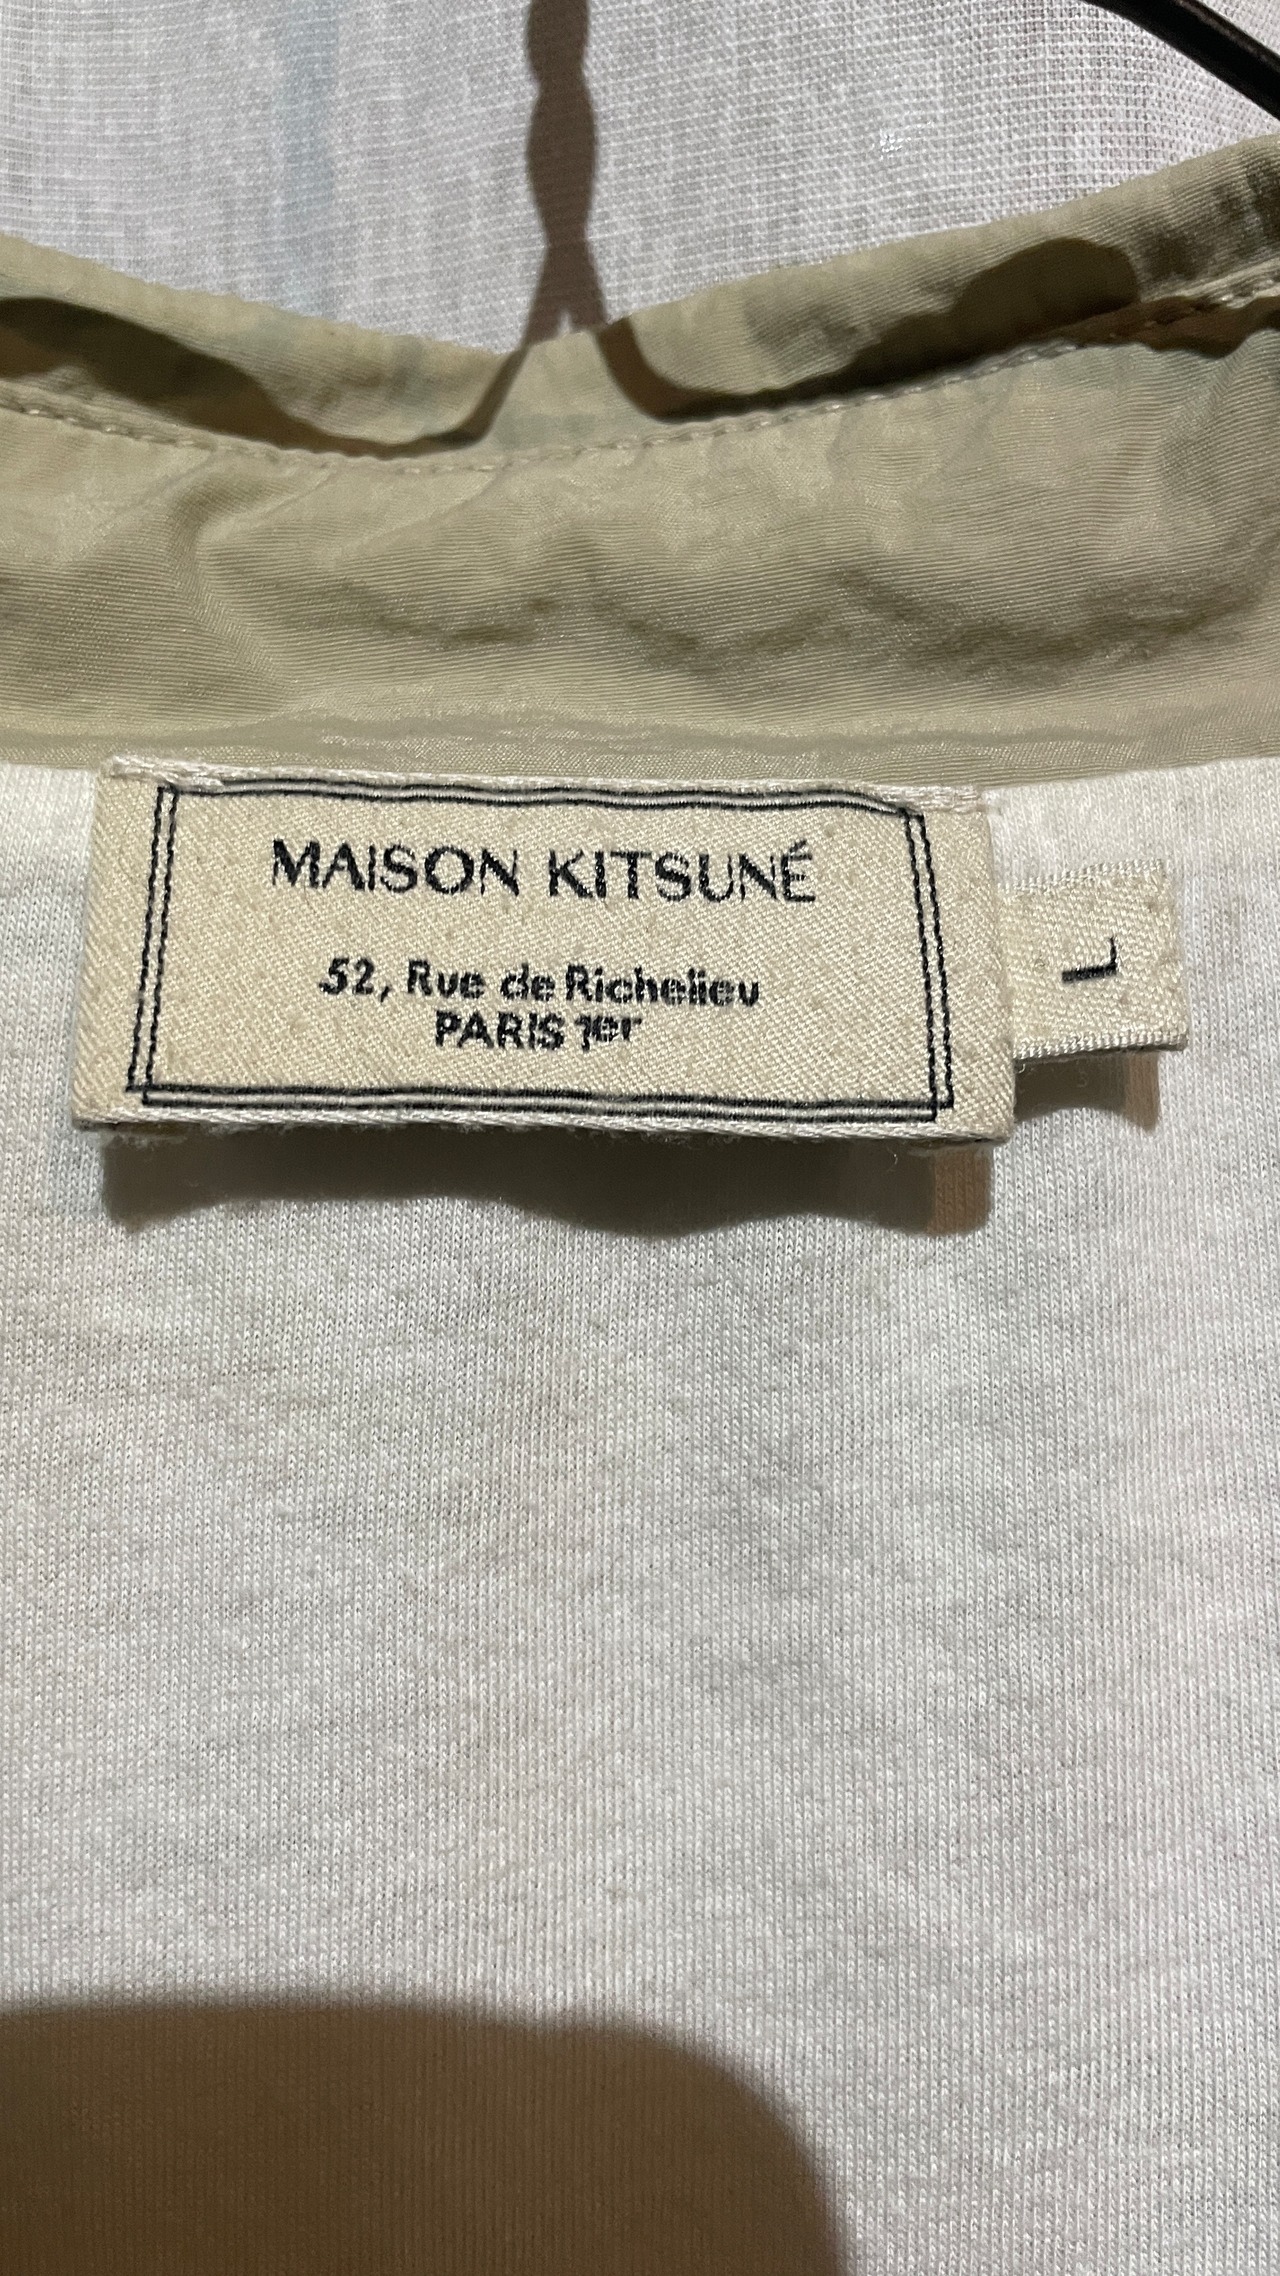 MAISON KITSUNÉ
52, Rue de Richelieu
PARIS 1er
L